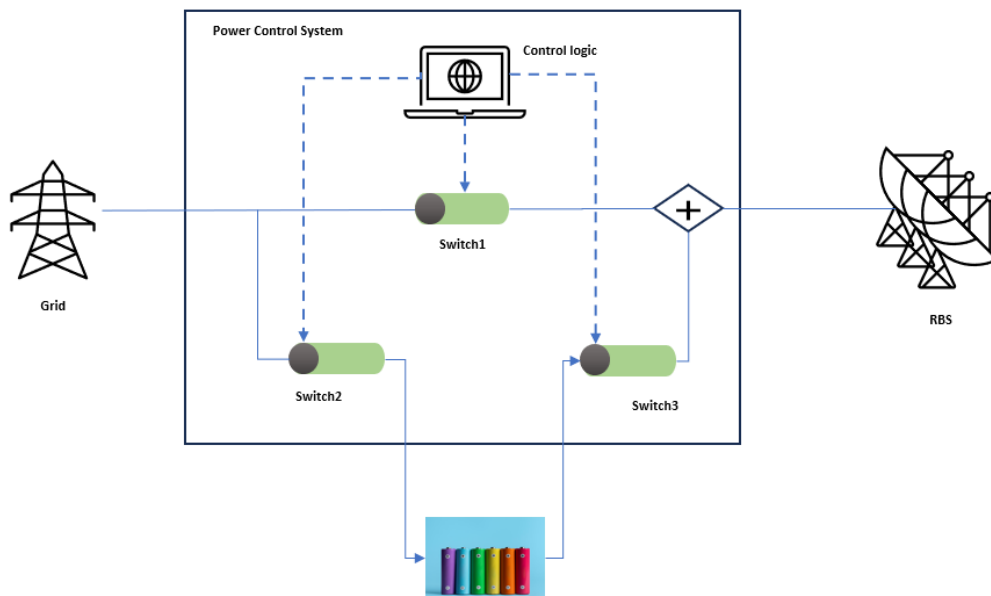 Power Control System
Control logic
Switch1
Grid
RBS
Switch2
Switch3